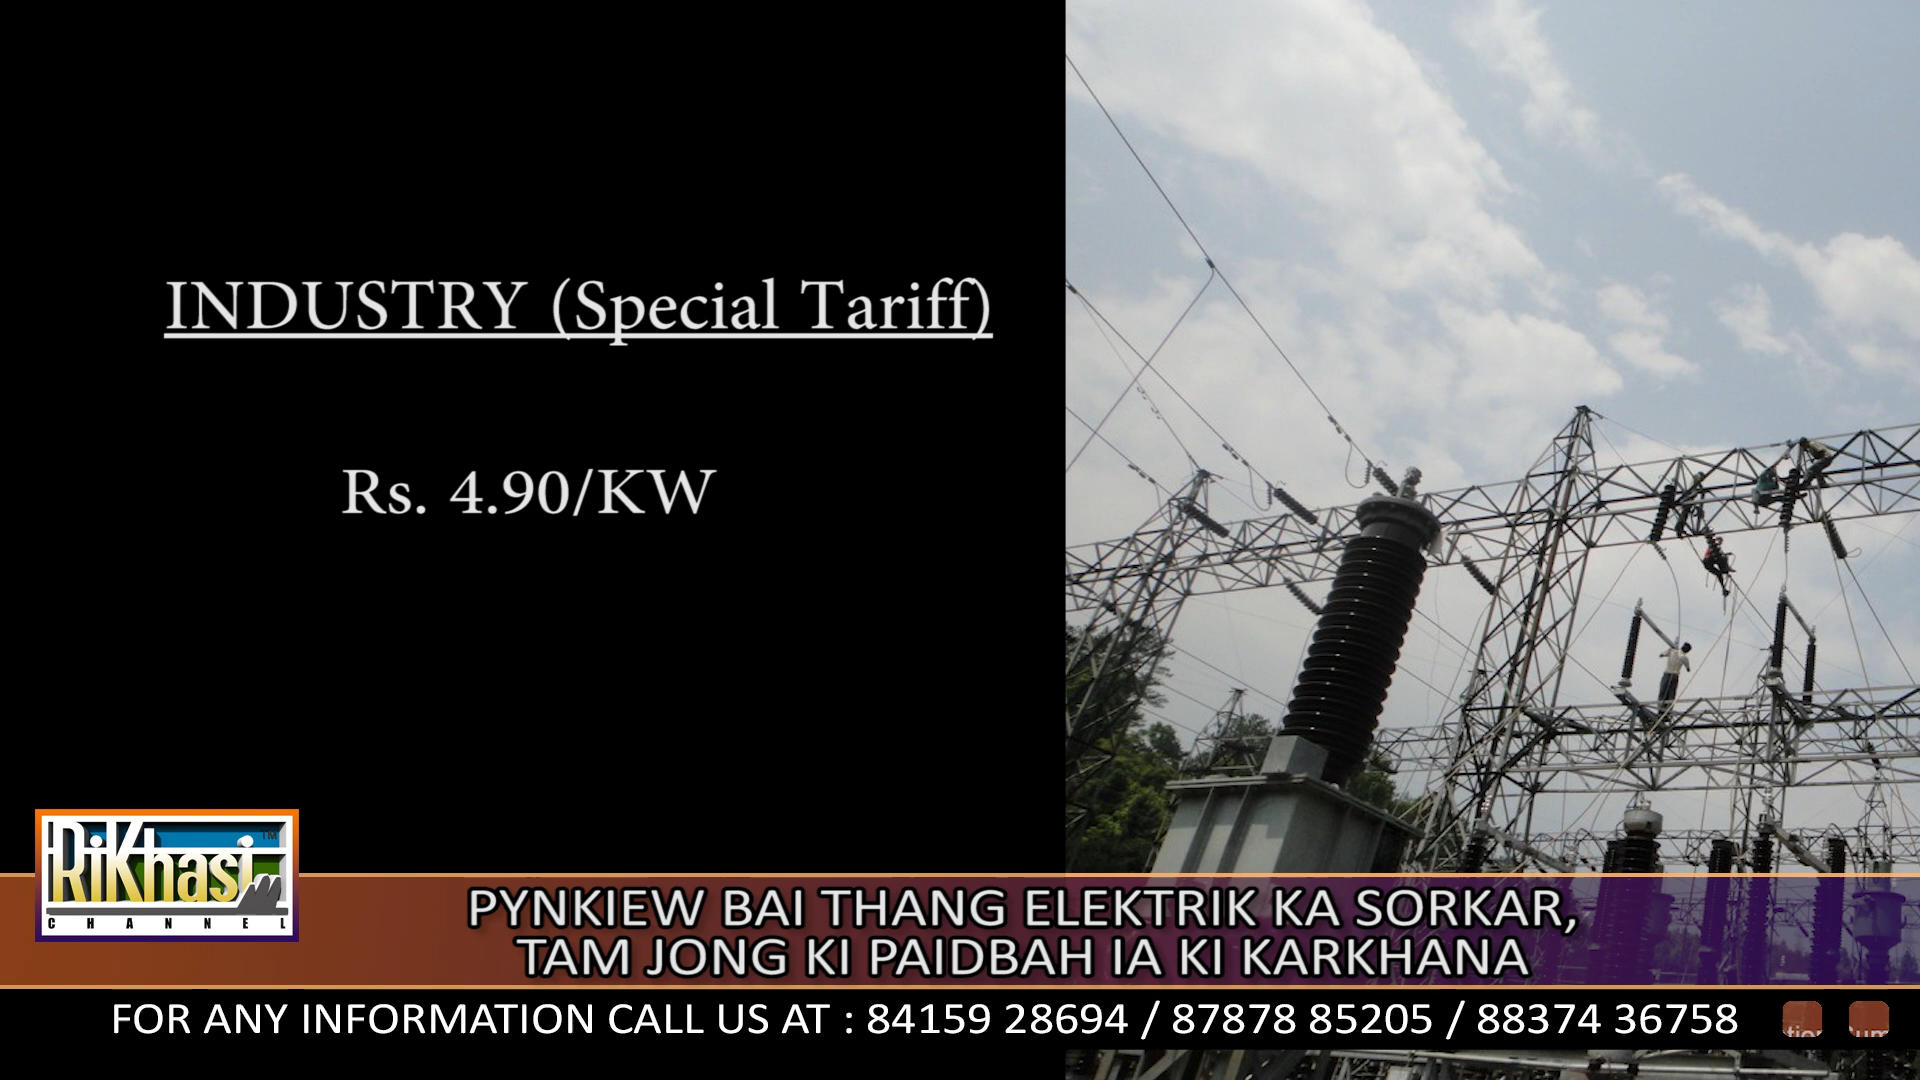 INDUSTRY (Special Tariff)
Rs. 4.90/KW
RiKhasi TM
CHANNEL
PYNKIEW BAI THANG ELEKTRIK KA SORKAR,
TAM JONG KI PAIDBAH IA KI KARKHANA
FOR ANY INFORMATION CALL US AT : 84159 28694 / 87878 85205 / 88374 36758